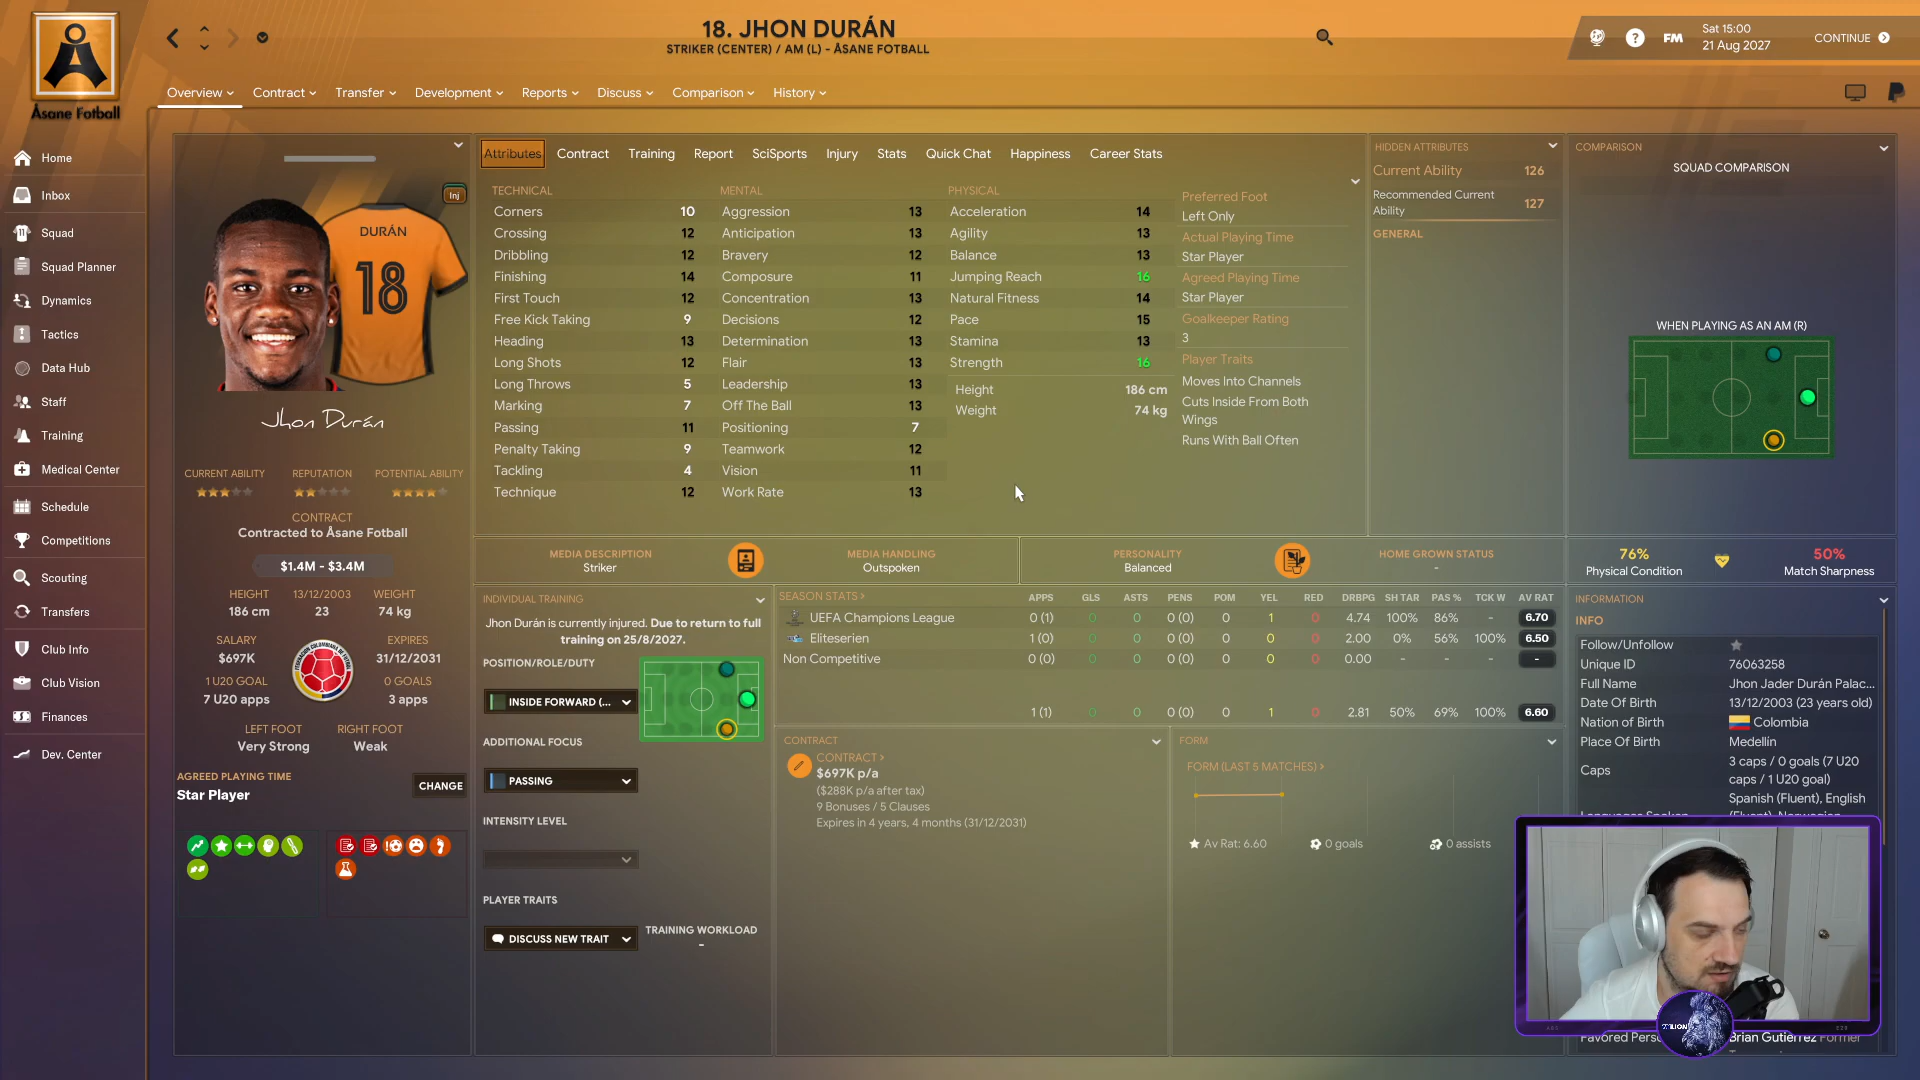 18. JHON DURÁN
STRIKER (CENTER) / AM (L) - ÅSANE FOTBALL
FM
Sat 15:00
21 Aug 2027
CONTINUE
Åsane Fotball
Overview
Contract
Transfer
Development
Reports
Discuss
Comparison
History
Home
Inbox
Squad
Squad Planner
Dynamics
Tactics
Data Hub
Staff
Training
Medical Center
Schedule
Competitions
Scouting
Transfers
Club Info
Club Vision
Finances
Dev. Center
Inj
DURÁN
18
Jhon Durán
CURRENT ABILITY
REPUTATION
POTENTIAL ABILITY
CONTRACT
Contracted to Åsane Fotball
$1.4M - $3.4M
HEIGHT 13/12/2003 WEIGHT
186 cm 23 74 kg
SALARY EXPIRES
$697K 31/12/2031
1 U20 GOAL 0 GOALS
7 U20 apps 3 apps
LEFT FOOT RIGHT FOOT
Very Strong Weak
AGREED PLAYING TIME
Star Player
CHANGE
Attributes Contract Training Report SciSports Injury Stats Quick Chat Happiness Career Stats
TECHNICAL
Corners 10
Crossing 12
Dribbling 12
Finishing 14
First Touch 12
Free Kick Taking 9
Heading 13
Long Shots 12
Long Throws 5
Marking 7
Passing 11
Penalty Taking 9
Tackling 4
Technique 12
MENTAL
Aggression 13
Anticipation 13
Bravery 12
Composure 11
Concentration 13
Decisions 12
Determination 13
Flair 13
Leadership 13
Off The Ball 13
Positioning 7
Teamwork 12
Vision 11
Work Rate 13
PHYSICAL
Acceleration 14
Agility 13
Balance 13
Jumping Reach 16
Natural Fitness 14
Pace 15
Stamina 13
Strength 16
Height 186 cm
Weight 74 kg
Preferred Foot
Left Only
Actual Playing Time
Star Player
Agreed Playing Time
Star Player
Goalkeeper Rating
3
Player Traits
Moves Into Channels
Cuts Inside From Both
Wings
Runs With Ball Often
HIDDEN ATTRIBUTES
Current Ability 126
Recommended Current
Ability 127
GENERAL
COMPARISON
SQUAD COMPARISON
WHEN PLAYING AS AN AM (R)
MEDIA DESCRIPTION
Striker
MEDIA HANDLING
Outspoken
PERSONALITY
Balanced
HOME GROWN STATUS
-
76%
Physical Condition
50%
Match Sharpness
INDIVIDUAL TRAINING
Jhon Durán is currently injured. Due to return to full
training on 25/8/2027.
POSITION/ROLE/DUTY
INSIDE FORWARD (...
ADDITIONAL FOCUS
PASSING
INTENSITY LEVEL
PLAYER TRAITS
DISCUSS NEW TRAIT
TRAINING WORKLOAD
-
SEASON STATS > APPS GLS ASTS PENS POM YEL RED DRBPG SH TAR PAS % TCK W AV RAT
UEFA Champions League 0 (1) 0 0 0 (0) 0 1 0 4.74 100% 86% - 6.70
Eliteserien 1 (0) 0 0 0 (0) 0 0 0 2.00 0% 56% 100% 6.50
Non Competitive 0 (0) 0 0 0 (0) 0 0 0 0.00 - - - -
1 (1) 0 0 0 (0) 0 1 0 2.81 50% 69% 100% 6.60
CONTRACT
CONTRACT >
$697K p/a
($288K p/a after tax)
9 Bonuses / 5 Clauses
Expires in 4 years, 4 months (31/12/2031)
FORM
FORM (LAST 5 MATCHES) >
Av Rat: 6.60
0 goals
0 assists
INFORMATION
INFO
Follow/Unfollow
Unique ID 76063258
Full Name Jhon Jader Durán Palac...
Date Of Birth 13/12/2003 (23 years old)
Nation of Birth Colombia
Place Of Birth Medellín
Caps 3 caps / 0 goals (7 U20
caps / 1 U20 goal)
Spanish (Fluent), English
Brian Gutiérrez Former